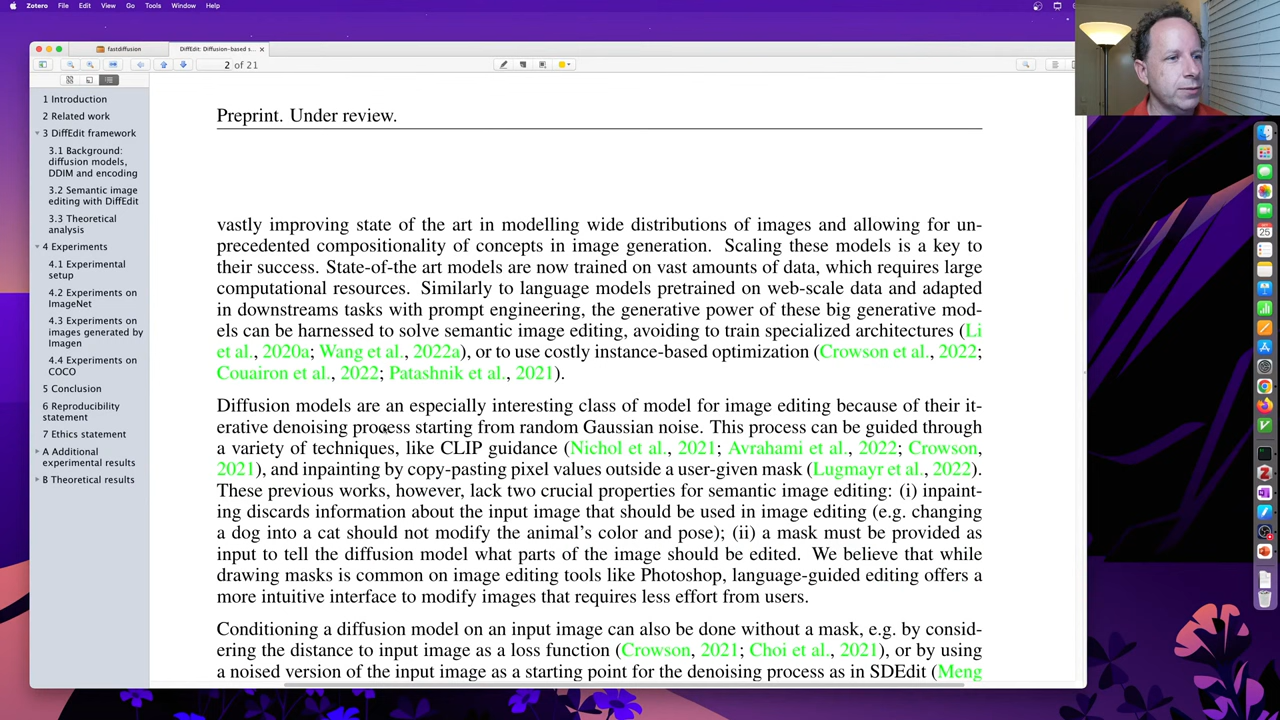 Zotero File Edit View Go Tools Window Help
fastdiffusion
DiffEdit: Diffusion-based s...
2 of 21
1 Introduction
2 Related work
3 DiffEdit framework
3.1 Background:
diffusion models,
DDIM and encoding
3.2 Semantic image
editing with DiffEdit
3.3 Theoretical
analysis
4 Experiments
4.1 Experimental
setup
4.2 Experiments on
ImageNet
4.3 Experiments on
images generated by
Imagen
4.4 Experiments on
COCO
5 Conclusion
6 Reproducibility
statement
7 Ethics statement
A Additional
experimental results
B Theoretical results
Preprint. Under review.
vastly improving state of the art in modelling wide distributions of images and allowing for un-
precedented compositionality of concepts in image generation. Scaling these models is a key to
their success. State-of-the art models are now trained on vast amounts of data, which requires large
computational resources. Similarly to language models pretrained on web-scale data and adapted
in downstreams tasks with prompt engineering, the generative power of these big generative mod-
els can be harnessed to solve semantic image editing, avoiding to train specialized architectures (Li
et al., 2020a; Wang et al., 2022a), or to use costly instance-based optimization (Crowson et al., 2022;
Couairon et al., 2022; Patashnik et al., 2021).
Diffusion models are an especially interesting class of model for image editing because of their it-
erative denoising process starting from random Gaussian noise. This process can be guided through
a variety of techniques, like CLIP guidance (Nichol et al., 2021; Avrahami et al., 2022; Crowson,
2021), and inpainting by copy-pasting pixel values outside a user-given mask (Lugmayr et al., 2022).
These previous works, however, lack two crucial properties for semantic image editing: (i) inpaint-
ing discards information about the input image that should be used in image editing (e.g. changing
a dog into a cat should not modify the animal's color and pose); (ii) a mask must be provided as
input to tell the diffusion model what parts of the image should be edited. We believe that while
drawing masks is common on image editing tools like Photoshop, language-guided editing offers a
more intuitive interface to modify images that requires less effort from users.
Conditioning a diffusion model on an input image can also be done without a mask, e.g. by consid-
ering the distance to input image as a loss function (Crowson, 2021; Choi et al., 2021), or by using
a noised version of the input image as a starting point for the denoising process as in SDEdit (Meng
25